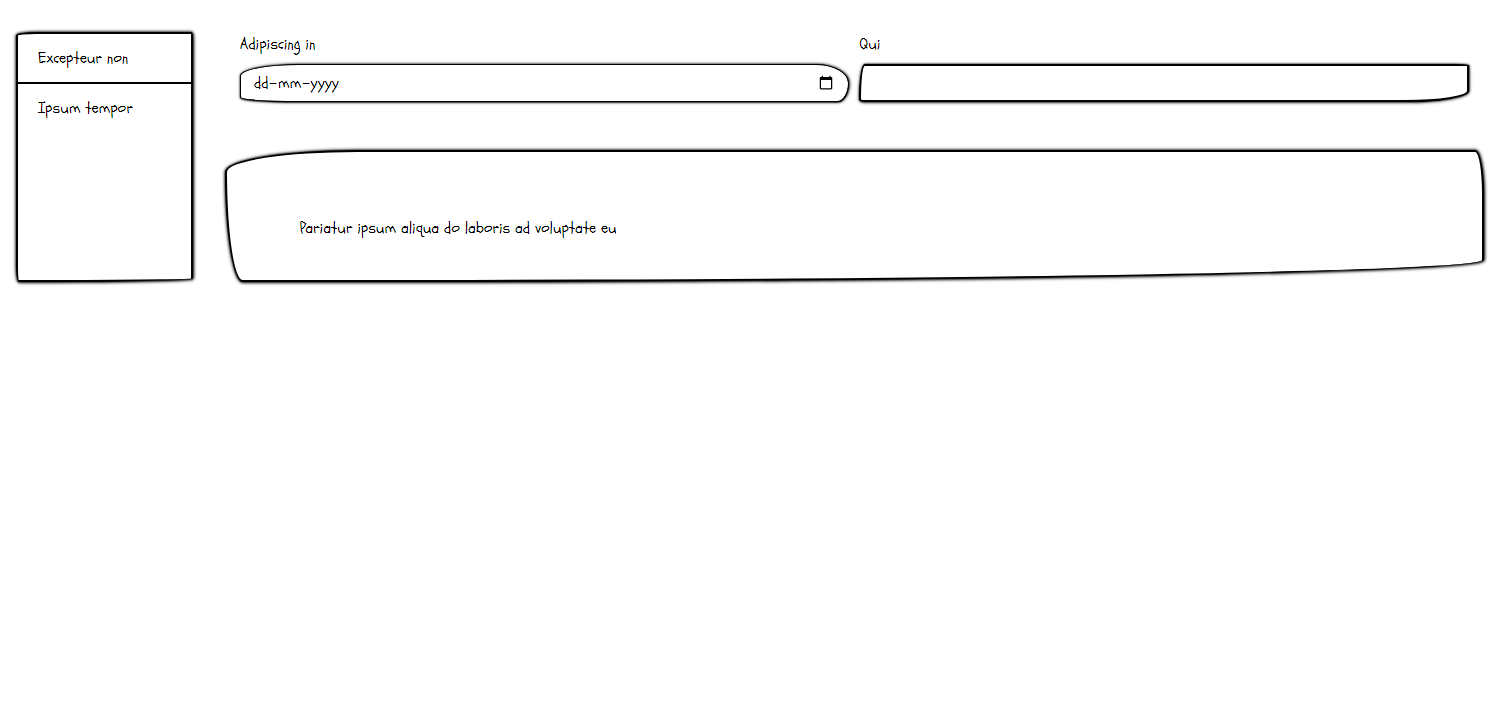 Excepteur non
Ipsum tempor
Adipiscing in
Qui
dd-mm-yyyy
Pariatur ipsum aliqua do laboris ad voluptate eu